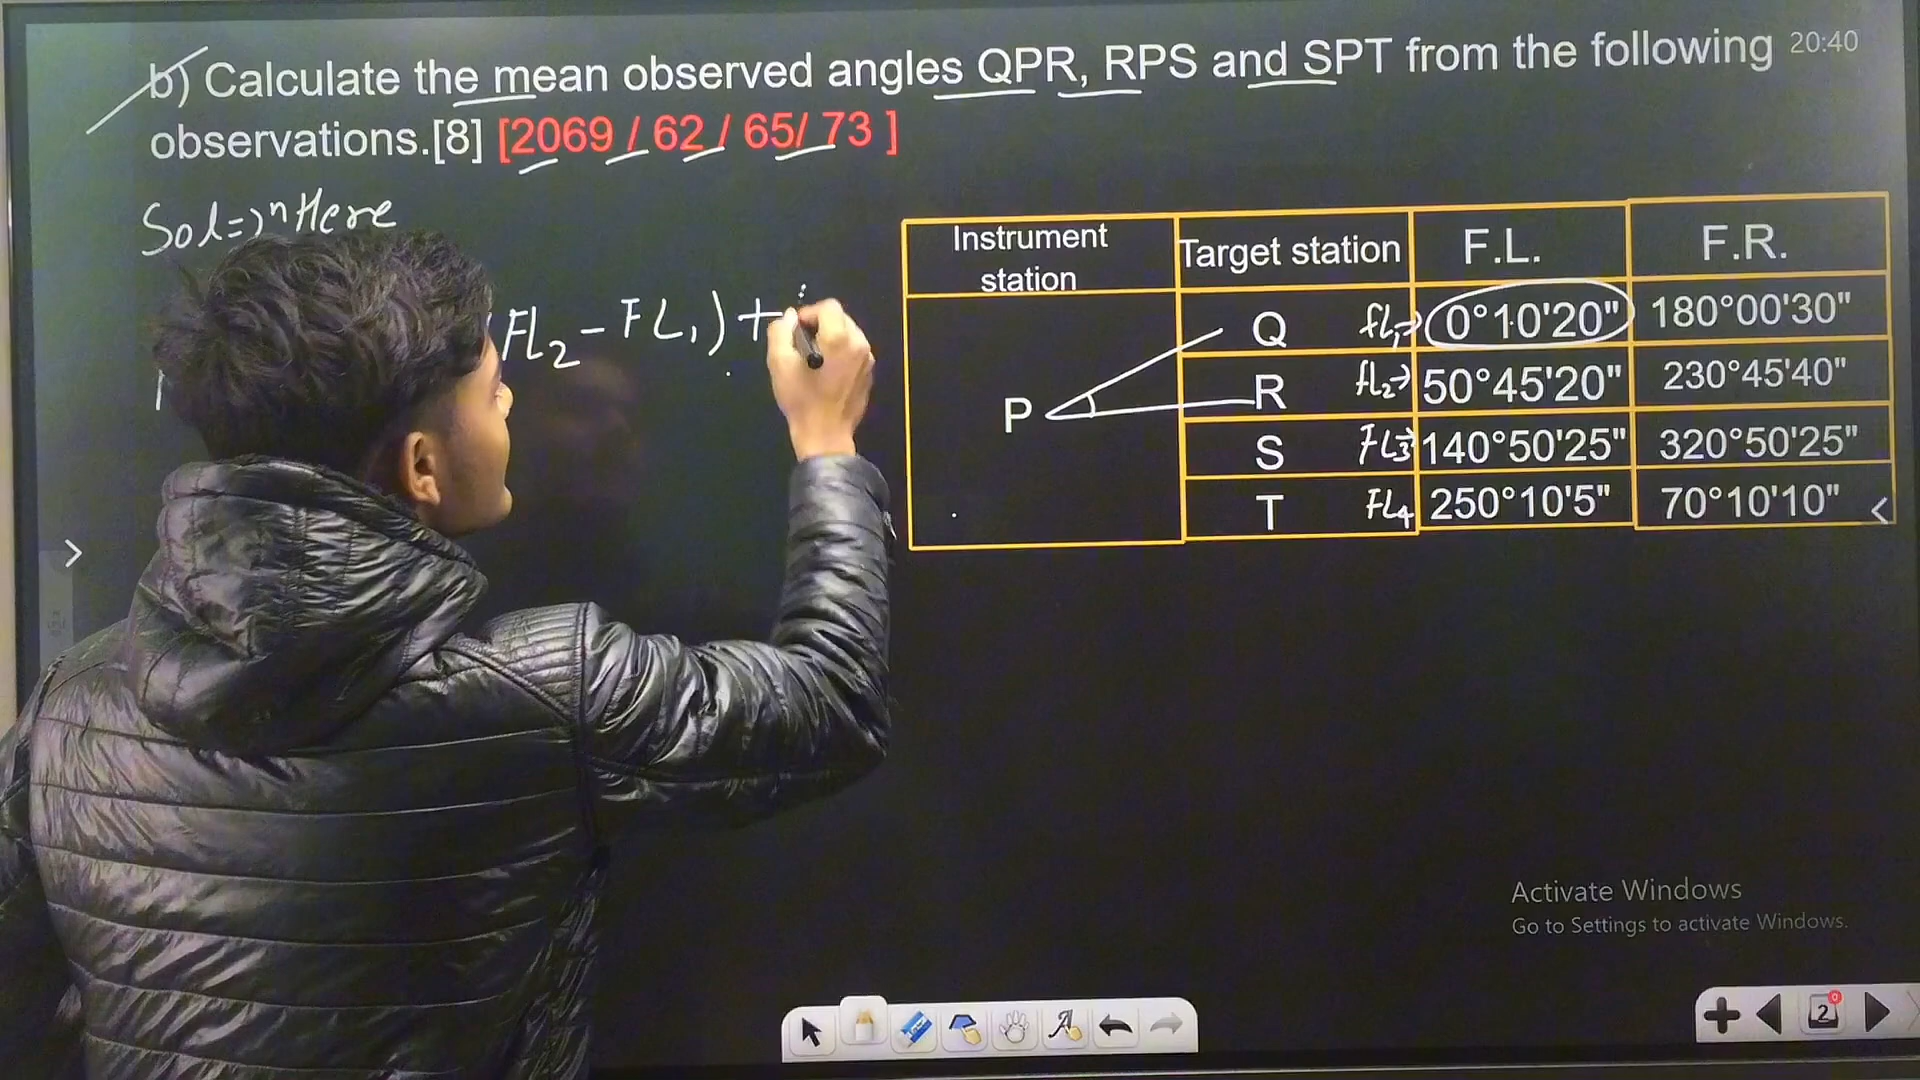 b) Calculate the mean observed angles QPR, RPS and SPT from the following 20:40
observations.[8] [2069 / 62 / 65/ 73 ]
Sol=>ⁿ Here
FL₂ - FL₁) +
Instrument station Target station F.L. F.R.
P
Q FL₁→ 0°10'20" 180°00'30"
R FL₂→ 50°45'20" 230°45'40"
S FL3→ 140°50'25" 320°50'25"
T FL4 250°10'5" 70°10'10"
Activate Windows
Go to Settings to activate Windows.
2